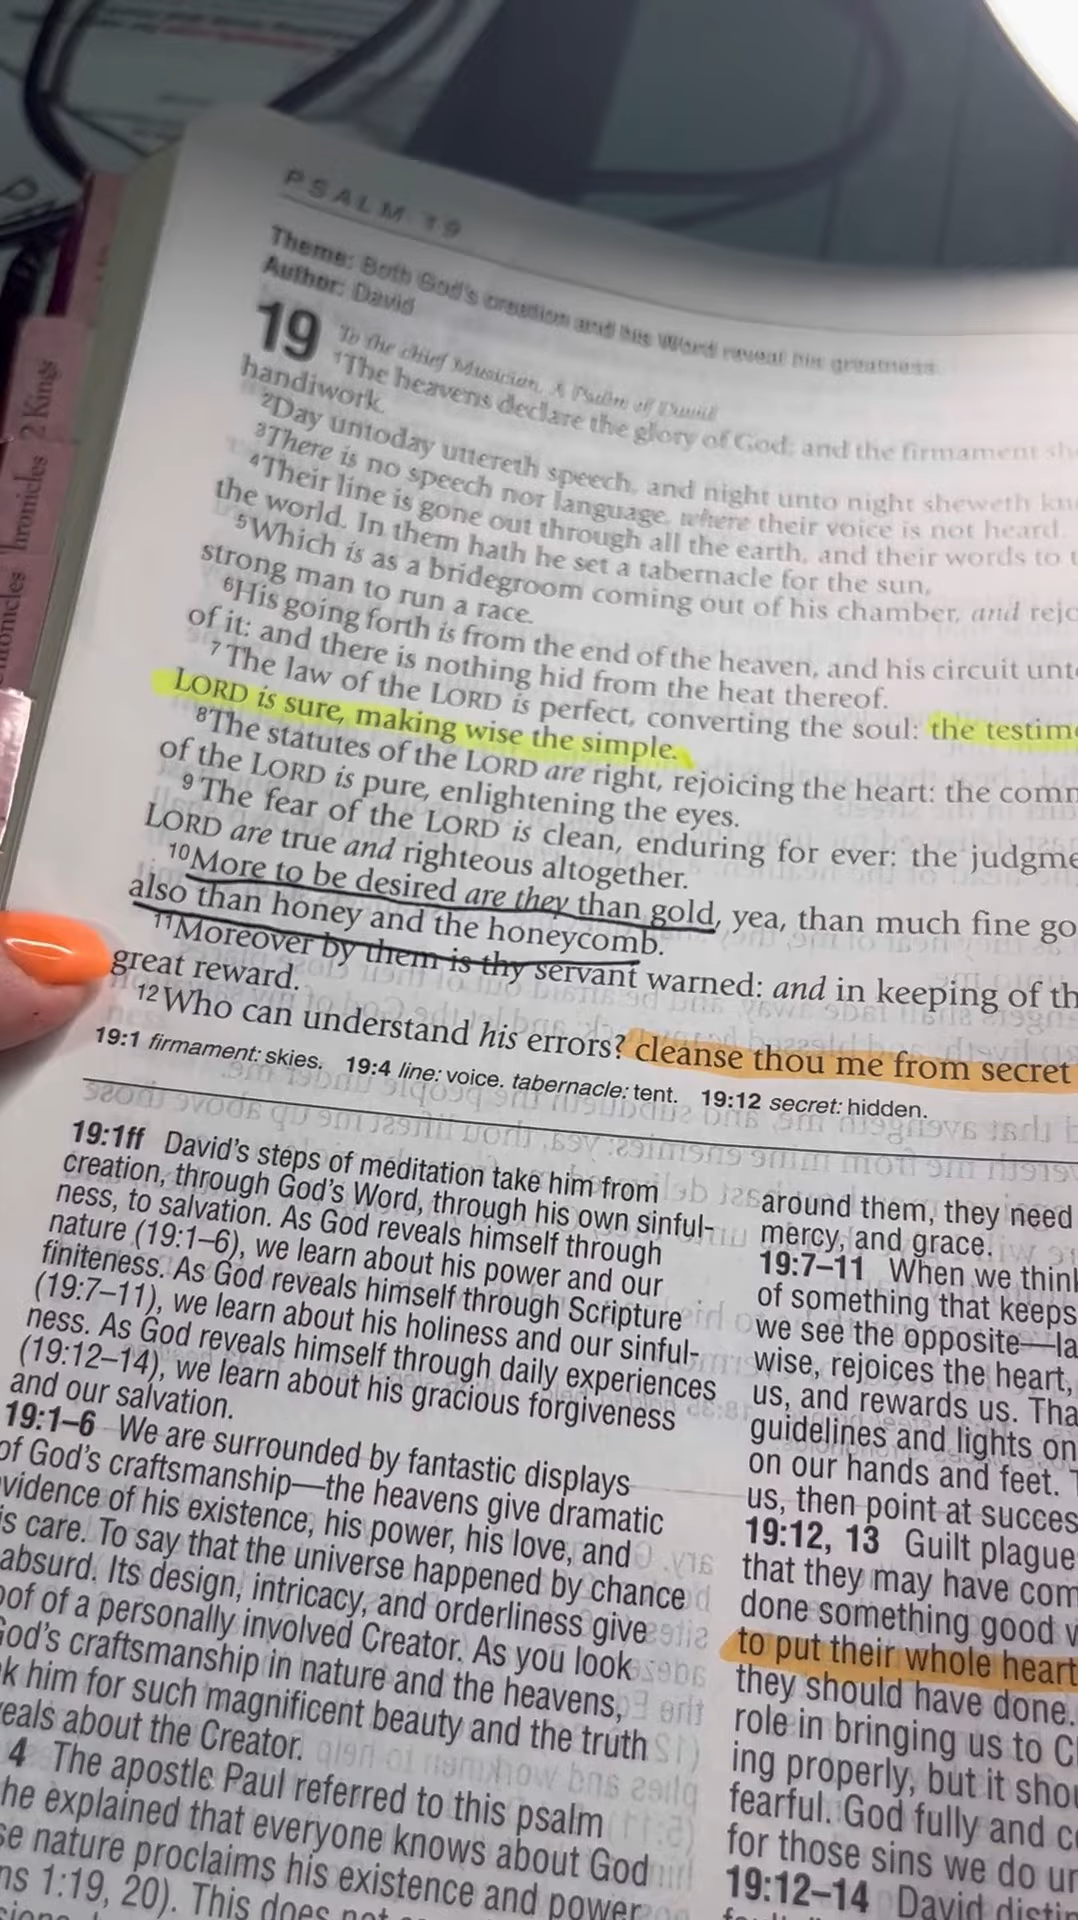 PSALM 19
Theme: Both God's creation and his Word reveal his greatness.
Author: David
19 To the chief Musician, A Psalm of David
1The heavens declare the glory of God; and the firmament
handiwork.
2Day untoday uttereth speech, and night unto night sheweth
3There is no speech nor language, where their voice is not heard.
4Their line is gone out through all the earth, and their words to
the world. In them hath he set a tabernacle for the sun,
5Which is as a bridegroom coming out of his chamber, and
strong man to run a race.
6His going forth is from the end of the heaven, and his circuit
of it: and there is nothing hid from the heat thereof.
7The law of the LORD is perfect, converting the soul: the
LORD is sure, making wise the simple.
8The statutes of the LORD are right, rejoicing the heart: the
of the LORD is pure, enlightening the eyes.
9The fear of the LORD is clean, enduring for ever: the
LORD are true and righteous altogether.
10More to be desired are they than gold, yea, than much fine
also than honey and the honeycomb.
11Moreover by them is thy servant warned: and in keeping of
great reward.
12Who can understand his errors? cleanse thou me from secret
19:1 firmament: skies. 19:4 line: voice. tabernacle: tent. 19:12 secret: hidden.
19:1ff David's steps of meditation take him from
creation, through God's Word, through his own sinful-
ness, to salvation. As God reveals himself through
nature (19:1–6), we learn about his power and our
finiteness. As God reveals himself through Scripture
(19:7–11), we learn about his holiness and our sinful-
ness. As God reveals himself through daily experiences
(19:12–14), we learn about his gracious forgiveness
and our salvation.
19:1–6 We are surrounded by fantastic displays
of God's craftsmanship—the heavens give dramatic
vidence of his existence, his power, his love, and
is care. To say that the universe happened by chance
absurd. Its design, intricacy, and orderliness give
oof of a personally involved Creator. As you look
God's craftsmanship in nature and the heavens,
k him for such magnificent beauty and the truth
eals about the Creator.
4 The apostle Paul referred to this psalm
he explained that everyone knows about God
se nature proclaims his existence and power
ns 1:19, 20). This does not
around them, they need
mercy, and grace.
19:7–11 When we think
of something that keeps
we see the opposite—
wise, rejoices the heart,
us, and rewards us.
guidelines and lights on
on our hands and feet.
us, then point at
19:12, 13 Guilt
that they may have
done something good
to put their whole heart
they should have done.
role in bringing us to
ing properly, but it
fearful. God fully and
for those sins we do
19:12–14 David
2 Kings